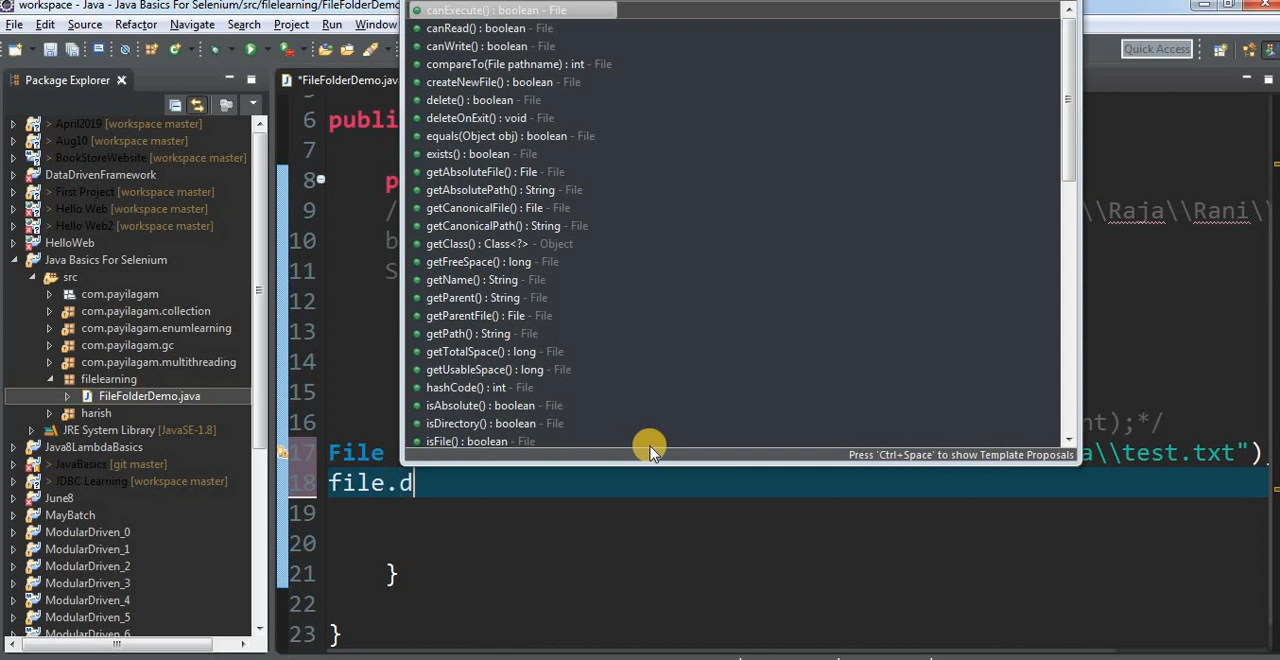 workspace - Java - Java Basics For Selenium/src/filelearning/FileFolderDemo.java
File Edit Source Refactor Navigate Search Project Run Window
Quick Access
Package Explorer
*FileFolderDemo.java
> April2019 [workspace master]
> Aug10 [workspace master]
> BookStoreWebsite [workspace master]
DataDrivenFramework
> First Project [workspace master]
> Hello Web [workspace master]
> Hello Web2 [workspace master]
HelloWeb
Java Basics For Selenium
src
com.payilagam
com.payilagam.collection
com.payilagam.enumlearning
com.payilagam.gc
com.payilagam.multithreading
filelearning
FileFolderDemo.java
harish
JRE System Library [JavaSE-1.8]
Java8LambdaBasics
> JavaBasics [git master]
> JDBC Learning [workspace master]
June8
MayBatch
ModularDriven_0
ModularDriven_1
ModularDriven_2
ModularDriven_3
ModularDriven_4
ModularDriven_5
ModularDriven_6
canExecute() : boolean - File
canRead() : boolean - File
canWrite() : boolean - File
compareTo(File pathname) : int - File
createNewFile() : boolean - File
delete() : boolean - File
deleteOnExit() : void - File
equals(Object obj) : boolean - File
exists() : boolean - File
getAbsoluteFile() : File - File
getAbsolutePath() : String - File
getCanonicalFile() : File - File
getCanonicalPath() : String - File
getClass() : Class<?> - Object
getFreeSpace() : long - File
getName() : String - File
getParent() : String - File
getParentFile() : File - File
getPath() : String - File
getTotalSpace() : long - File
getUsableSpace() : long - File
hashCode() : int - File
isAbsolute() : boolean - File
isDirectory() : boolean - File
isFile() : boolean - File
Press 'Ctrl+Space' to show Template Proposals
6 publi
7
8 p
9 / \\Raja\\Rani\
10 b
11 S
12
13
14
15
16 nt);*/
17 File a\\test.txt")
18 file.d
19
20
21 }
22
23 }